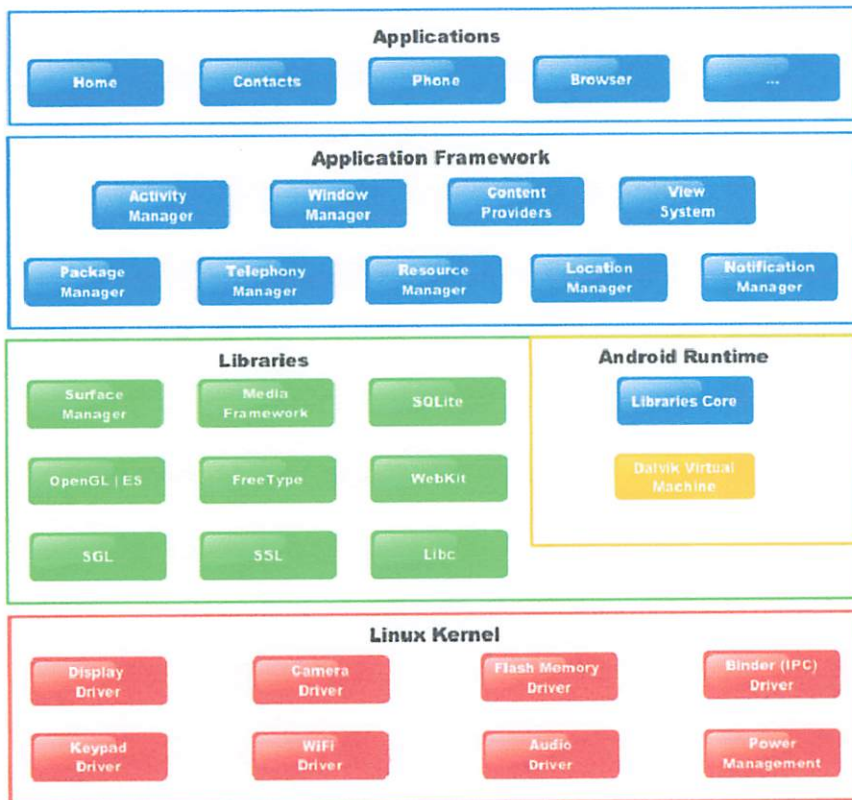 Applications
Home
Contacts
Phone
Browser
...
Application Framework
Activity
Manager
Window
Manager
Content
Providers
View
System
Package
Manager
Telephony
Manager
Resource
Manager
Location
Manager
Notification
Manager
Libraries
Surface
Manager
Media
Framework
SQLite
OpenGL | ES
FreeType
WebKit
SGL
SSL
Libc
Android Runtime
Libraries Core
Dalvik Virtual
Machine
Linux Kernel
Display
Driver
Camera
Driver
Flash Memory
Driver
Binder (IPC)
Driver
Keypad
Driver
WiFi
Driver
Audio
Driver
Power
Management